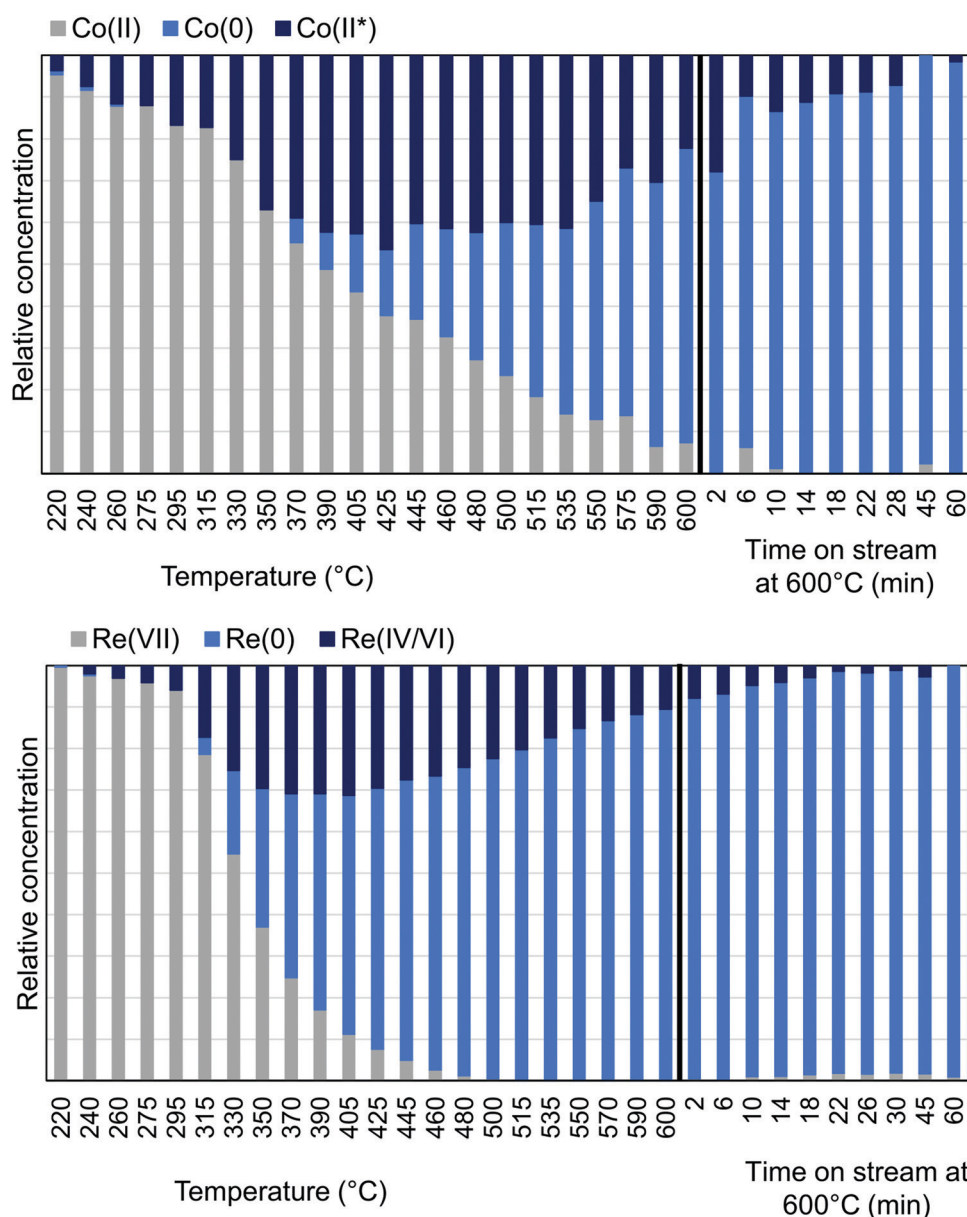 Co(II) Co(0) Co(II*)
Relative concentration
220 240 260 275 295 315 330 350 370 390 405 425 445 460 480 500 515 535 550 575 590 600 2 6 10 14 18 22 28 45 60
Temperature (°C)
Time on stream
at 600°C (min)
Re(VII) Re(0) Re(IV/VI)
Relative concentration
220 240 260 275 295 315 330 350 370 390 405 425 445 460 480 500 515 535 550 570 590 600 2 6 10 14 18 22 26 30 45 60
Temperature (°C)
Time on stream at
600°C (min)